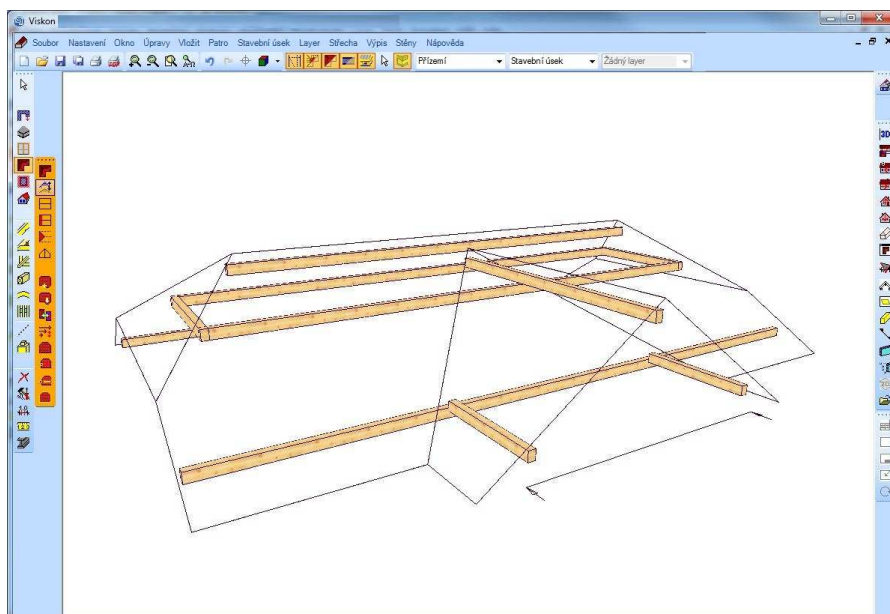 Viskon
Soubor Nastavení Okno Úpravy Vložit Patro Stavební úsek Layer Střecha Výpis Stěny Nápověda
Přízemí Stavební úsek Žádný layer
3D